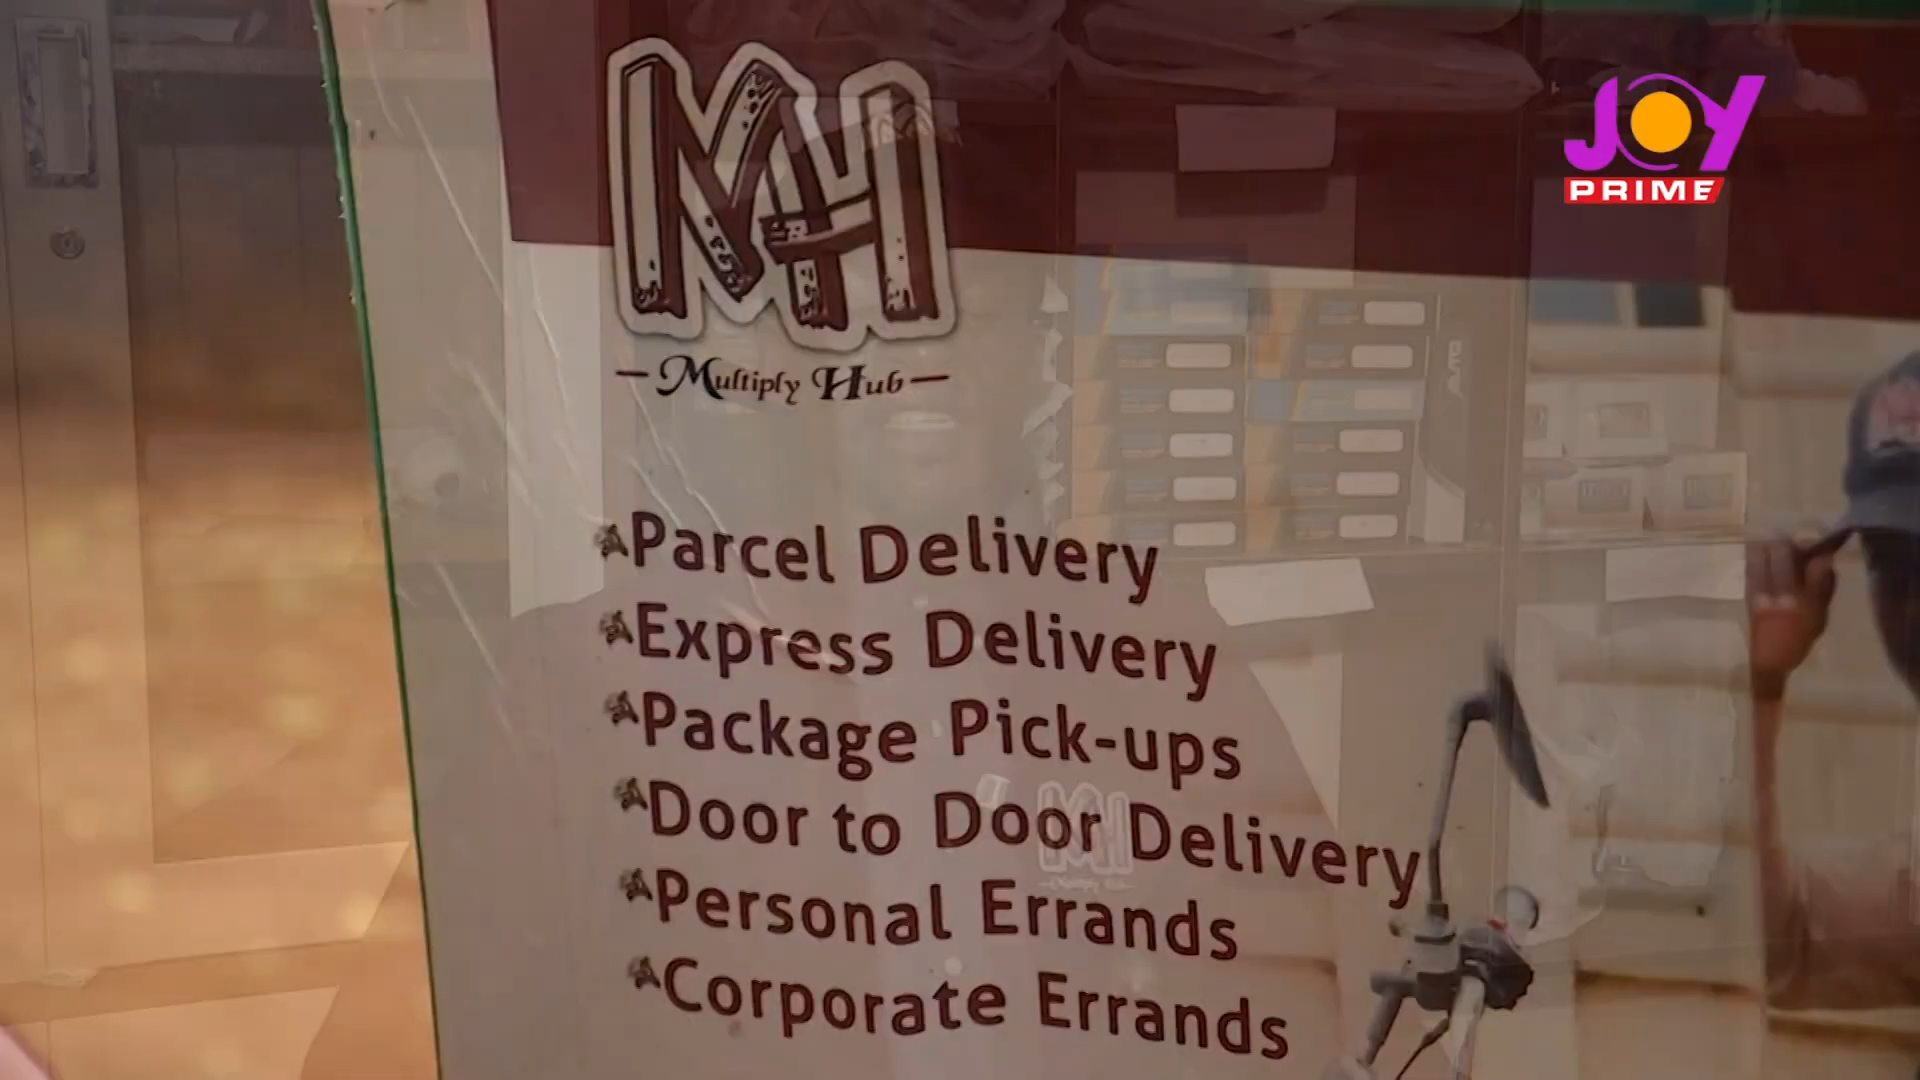 MH
Multiply Hub
JOY
PRIME
Parcel Delivery
Express Delivery
Package Pick-ups
Door to Door Delivery
Personal Errands
Corporate Errands
MH